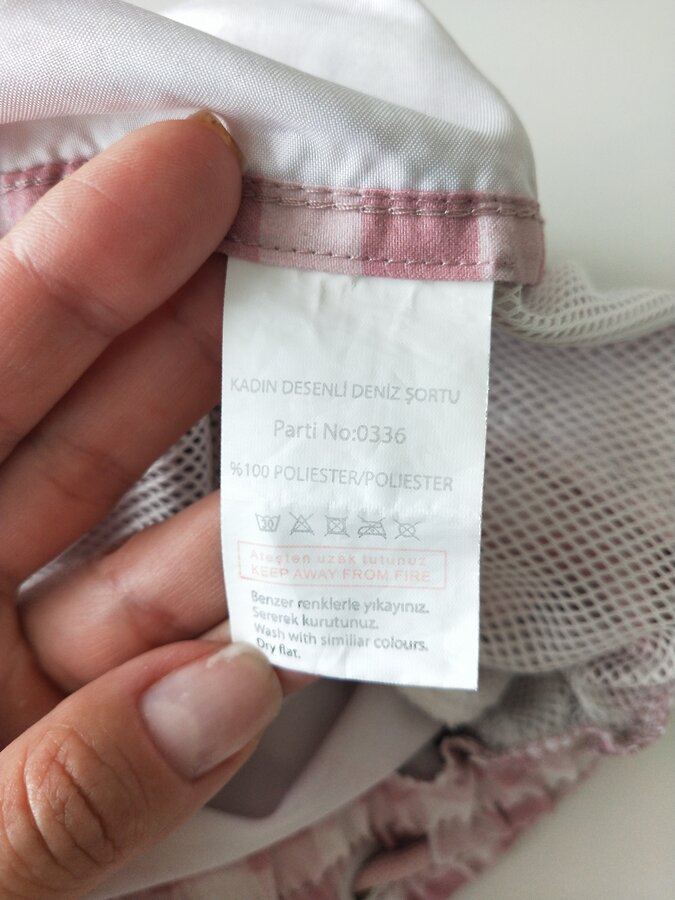 KADIN DESENLİ DENİZ ŞORTU
Parti No:0336
%100 POLIESTER/POLIESTER
30
Ateşten uzak tutunuz
KEEP AWAY FROM FIRE
Benzer renklerle yıkayınız.
Sererek kurutunuz.
Wash with similiar colours.
Dry flat.